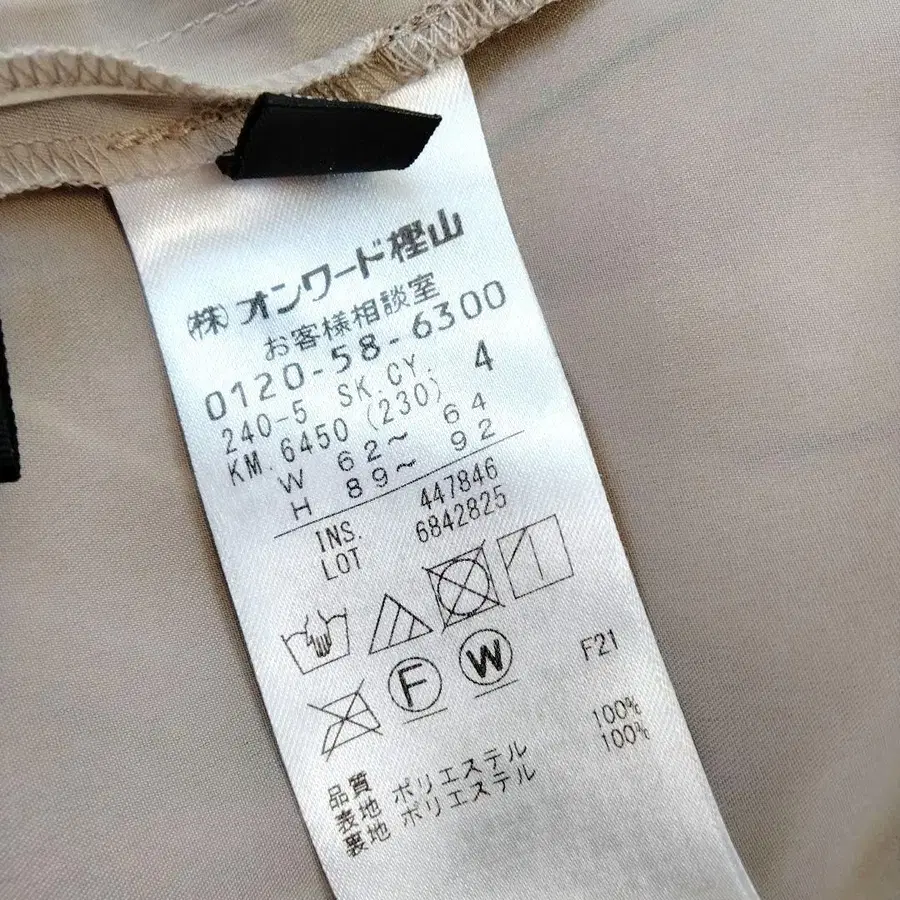 (株)オンワード樫山
お客様相談室
0120-58-6300
240-5 SK.CY. 4
KM.6450(230)
W 62～ 64
H 89～ 92
INS. 447846
LOT 6842825
F W F21
品質
表地 ポリエステル 100%
裏地 ポリエステル 100%